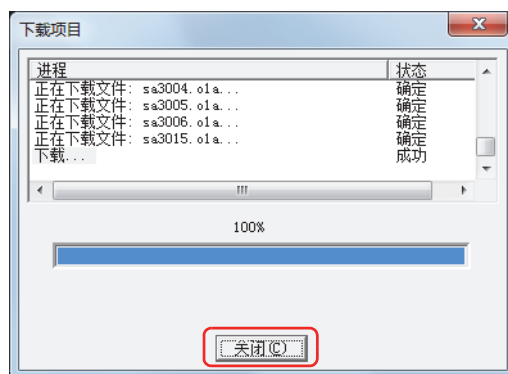 下载项目
进程 状态
正在下载文件: sa3004.o1a... 确定
正在下载文件: sa3005.o1a... 确定
正在下载文件: sa3006.o1a... 确定
正在下载文件: sa3015.o1a... 确定
下载... 成功
100%
关闭(C)